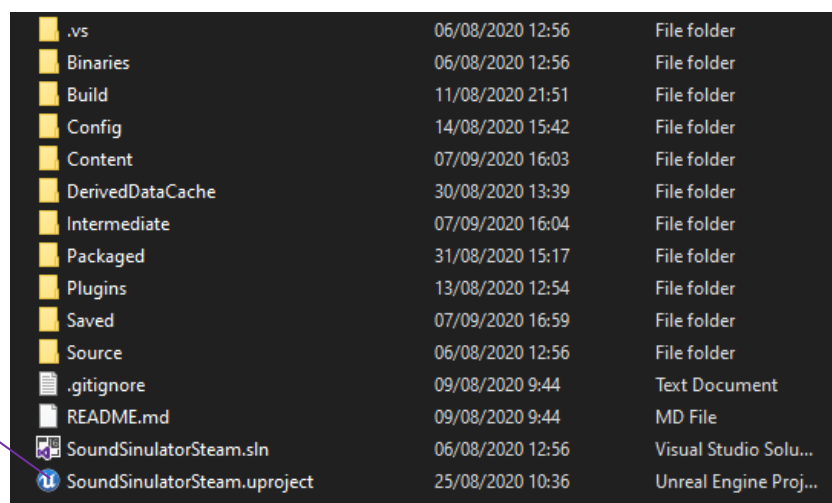 .vs 06/08/2020 12:56 File folder
Binaries 06/08/2020 12:56 File folder
Build 11/08/2020 21:51 File folder
Config 14/08/2020 15:42 File folder
Content 07/09/2020 16:03 File folder
DerivedDataCache 30/08/2020 13:39 File folder
Intermediate 07/09/2020 16:04 File folder
Packaged 31/08/2020 15:17 File folder
Plugins 13/08/2020 12:54 File folder
Saved 07/09/2020 16:59 File folder
Source 06/08/2020 12:56 File folder
.gitignore 09/08/2020 9:44 Text Document
README.md 09/08/2020 9:44 MD File
SoundSinulatorSteam.sln 06/08/2020 12:56 Visual Studio Solu...
SoundSinulatorSteam.uproject 25/08/2020 10:36 Unreal Engine Proj...